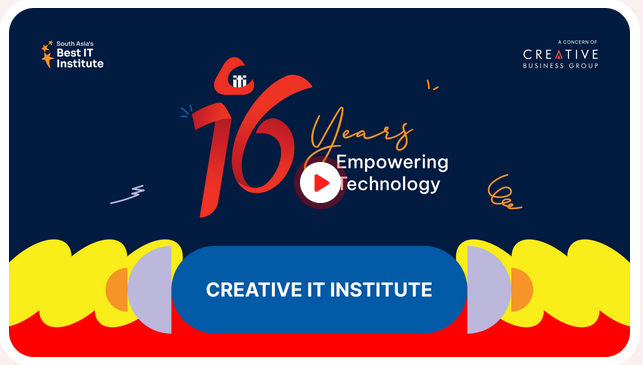 South Asia's
Best IT
Institute
A CONCERN OF
CREATIVE
BUSINESS GROUP
iti
16
Years
Empowering
Technology
CREATIVE IT INSTITUTE